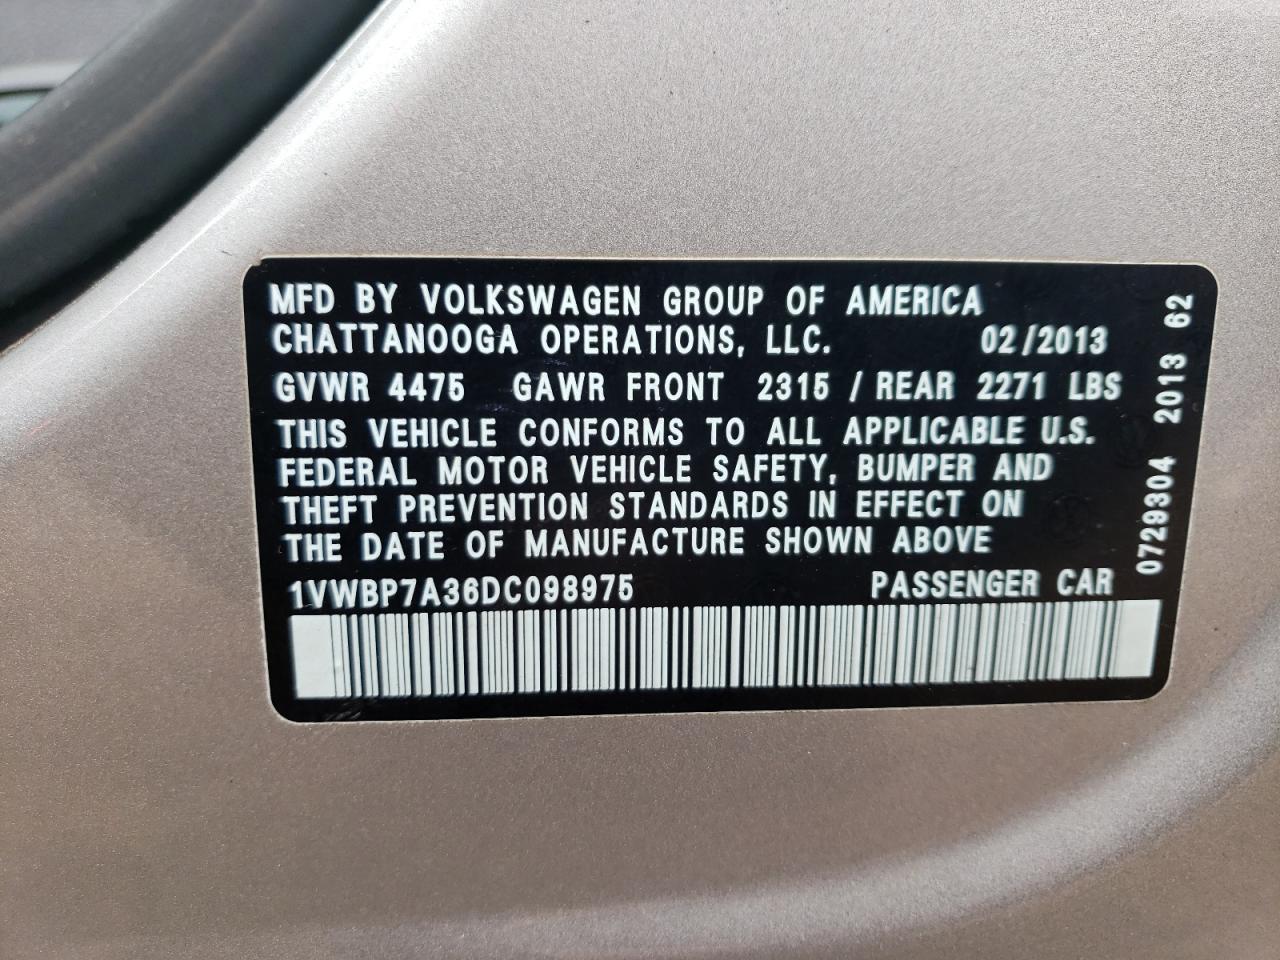 MFD BY VOLKSWAGEN GROUP OF AMERICA
CHATTANOOGA OPERATIONS, LLC. 02/2013
GVWR 4475 GAWR FRONT 2315 / REAR 2271 LBS
THIS VEHICLE CONFORMS TO ALL APPLICABLE U.S.
FEDERAL MOTOR VEHICLE SAFETY, BUMPER AND
THEFT PREVENTION STANDARDS IN EFFECT ON
THE DATE OF MANUFACTURE SHOWN ABOVE
1VWBP7A36DC098975 PASSENGER CAR
0729304 2013 62